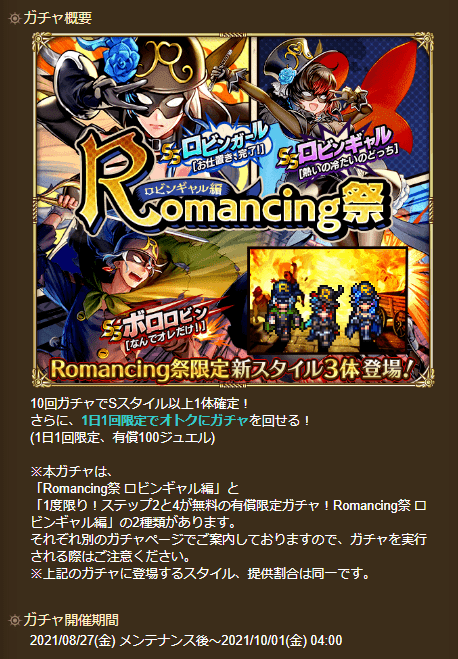 ガチャ概要
SS ロビンガール
[お仕置き、完了!]
SS ロビンギャル
[熱いの冷たいのどっち]
ロビンギャル編
Romancing祭
SS ボロロビン
[なんでオレだけ!]
Romancing祭限定新スタイル3体登場!
10回ガチャでSスタイル以上1体確定!
さらに、1日1回限定でオトクにガチャを回せる!
(1日1回限定、有償100ジュエル)
※本ガチャは、
「Romancing祭 ロビンギャル編」と
「1度限り!ステップ2と4が無料の有償限定ガチャ!Romancing祭 ロ
ビンギャル編」の2種類があります。
それぞれ別のガチャページでご案内しておりますので、ガチャを実行
される際はご注意ください。
※上記のガチャに登場するスタイル、提供割合は同一です。
ガチャ開催期間
2021/08/27(金) メンテナンス後~2021/10/01(金) 04:00